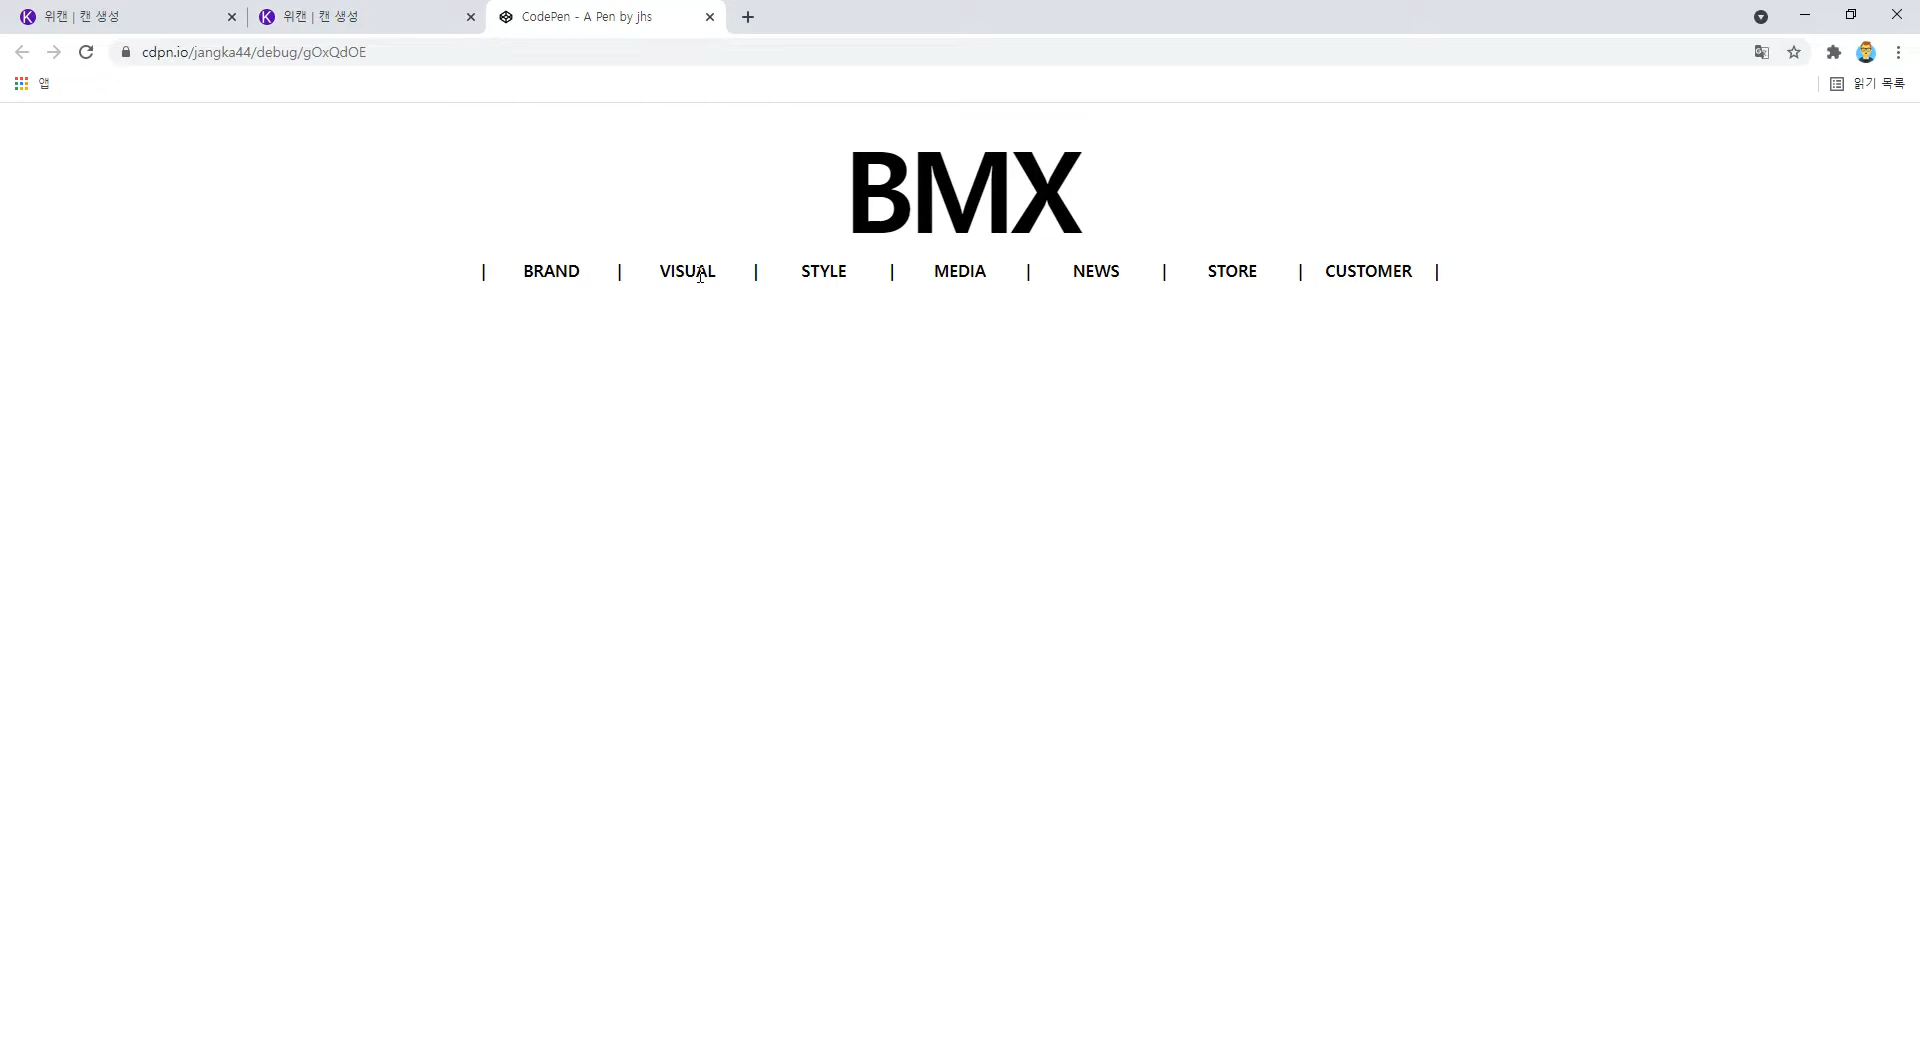 위캔 | 캔 생성
위캔 | 캔 생성
CodePen - A Pen by jhs
cdpn.io/jangka44/debug/gOxQdOE
앱
읽기 목록
BMX
| BRAND | VISUAL | STYLE | MEDIA | NEWS | STORE | CUSTOMER |